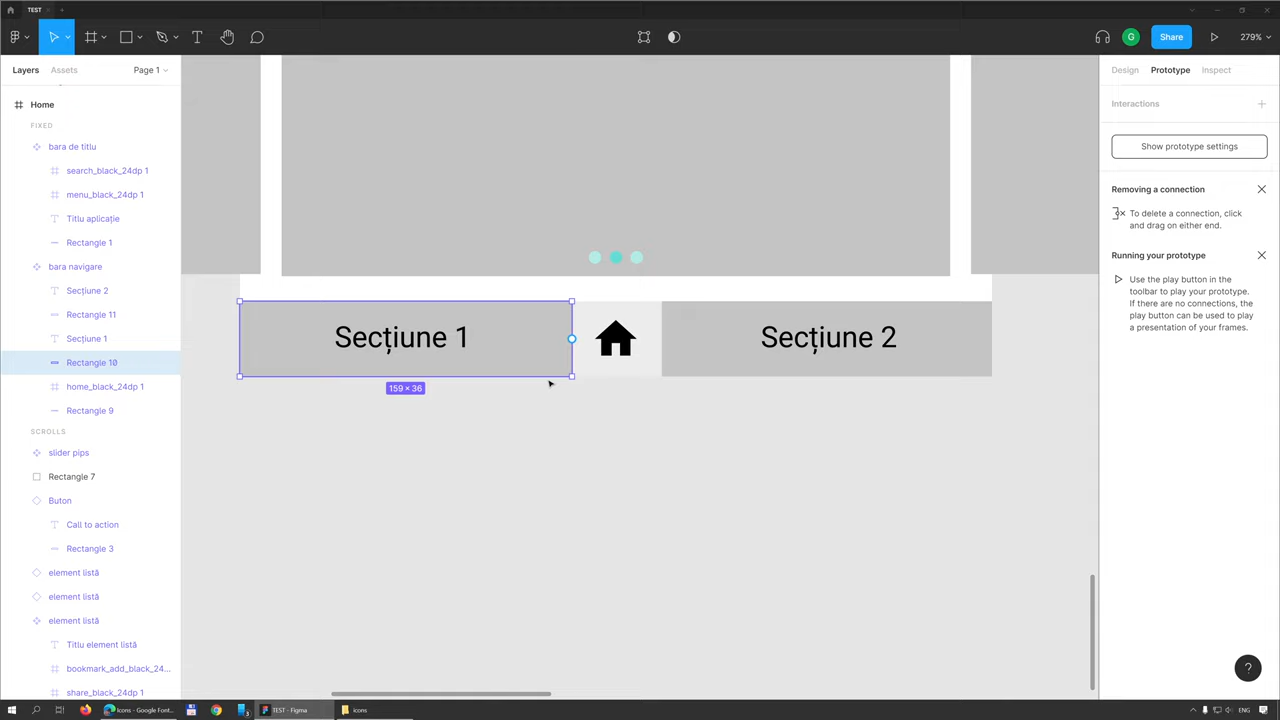 TEST
Share
279%
Layers
Assets
Page 1
Home
FIXED
bara de titlu
search_black_24dp 1
menu_black_24dp 1
Titlu aplicație
Rectangle 1
bara navigare
Secțiune 2
Rectangle 11
Secțiune 1
Rectangle 10
home_black_24dp 1
Rectangle 9
SCROLLS
slider pips
Rectangle 7
Buton
Call to action
Rectangle 3
element listă
element listă
element listă
Titlu element listă
bookmark_add_black_24...
share_black_24dp 1
Secțiune 1
Secțiune 2
159 × 36
Design
Prototype
Inspect
Interactions
Show prototype settings
Removing a connection
To delete a connection, click
and drag on either end.
Running your prototype
Use the play button in the
toolbar to play your prototype.
If there are no connections, the
play button can be used to play
a presentation of your frames.
G
?
Icons - Google Font...
TEST - Figma
icons
ENG